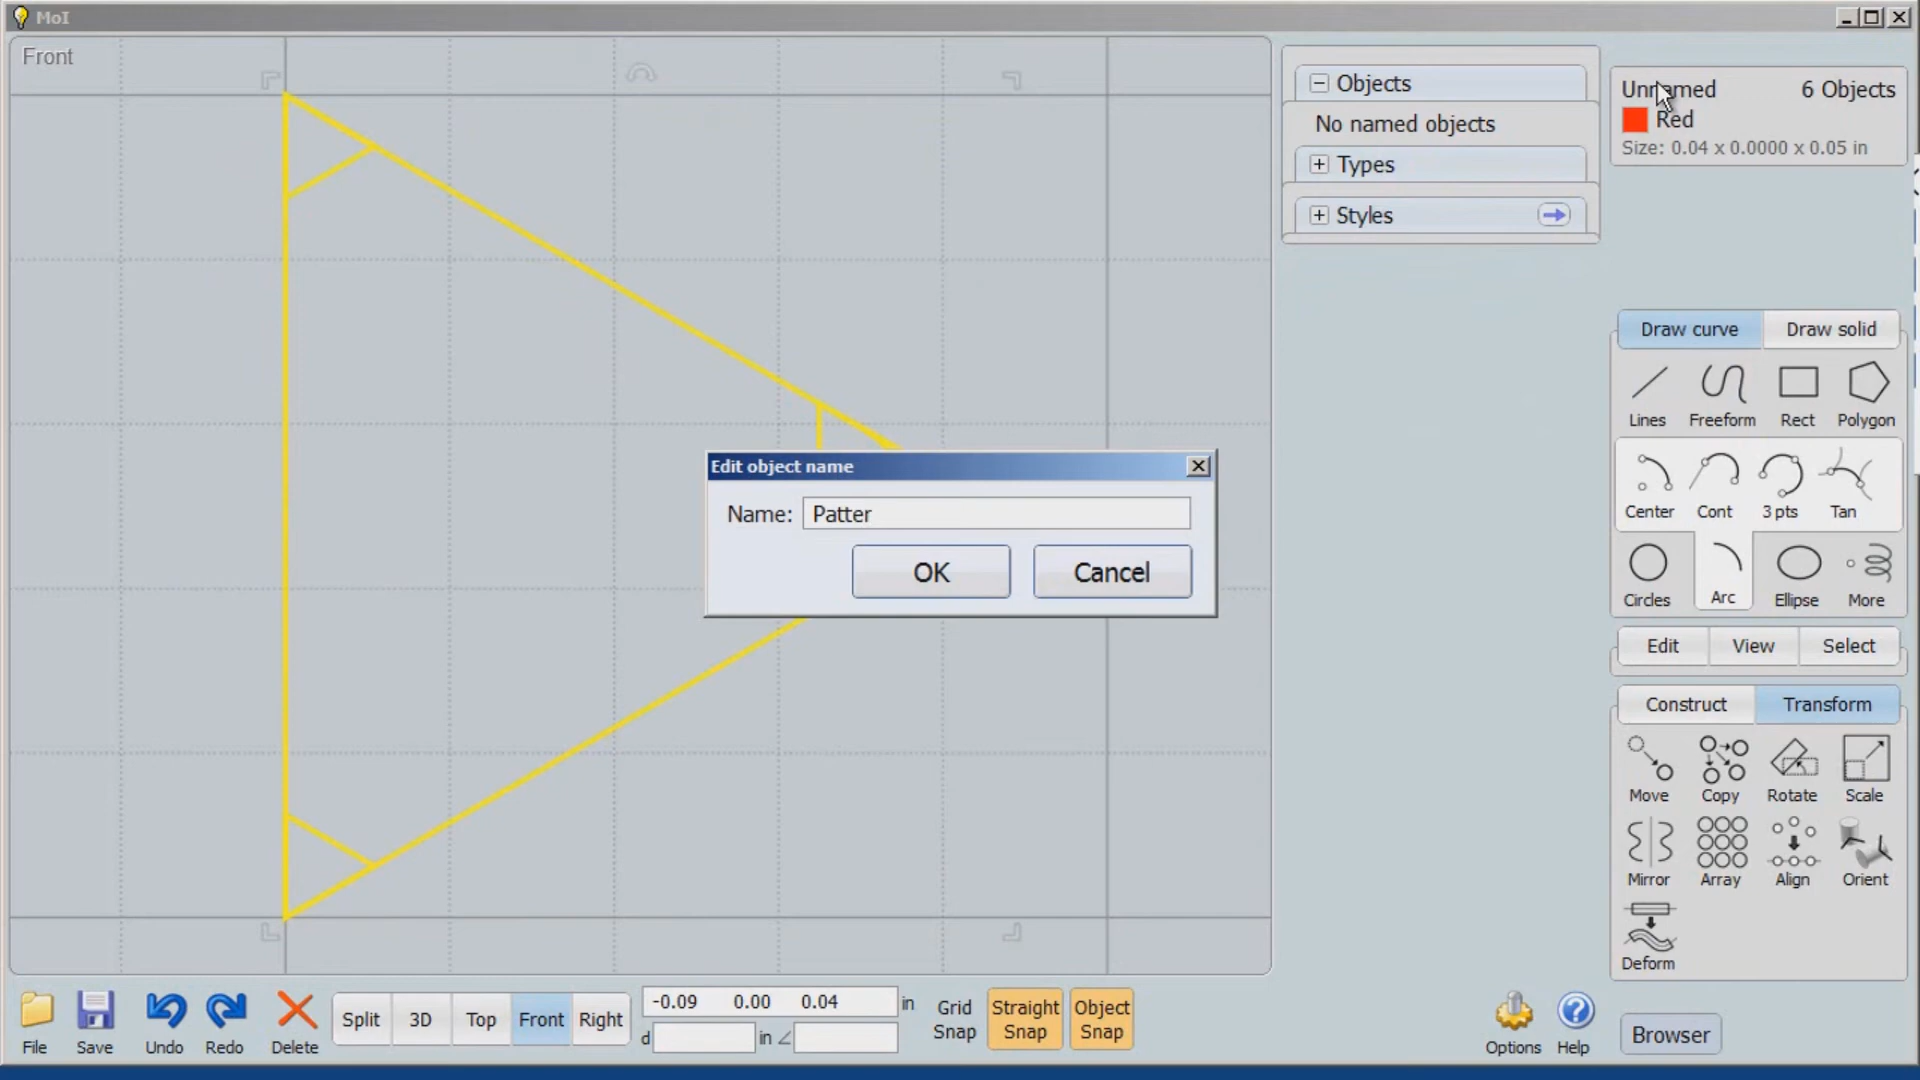 MoI
Front
Objects
No named objects
Types
Styles
Unnamed 6 Objects
Red
Size: 0.04 x 0.0000 x 0.05 in
Draw curve Draw solid
Lines Freeform Rect Polygon
Center Cont 3 pts Tan
Circles Arc Ellipse More
Edit View Select
Construct Transform
Move Copy Rotate Scale
Mirror Array Align Orient
Deform
Edit object name
Name: Patter
OK Cancel
File Save Undo Redo Delete
Split 3D Top Front Right
-0.09 0.00 0.04 in
d in ∠
Grid Snap
Straight Snap
Object Snap
Options Help Browser